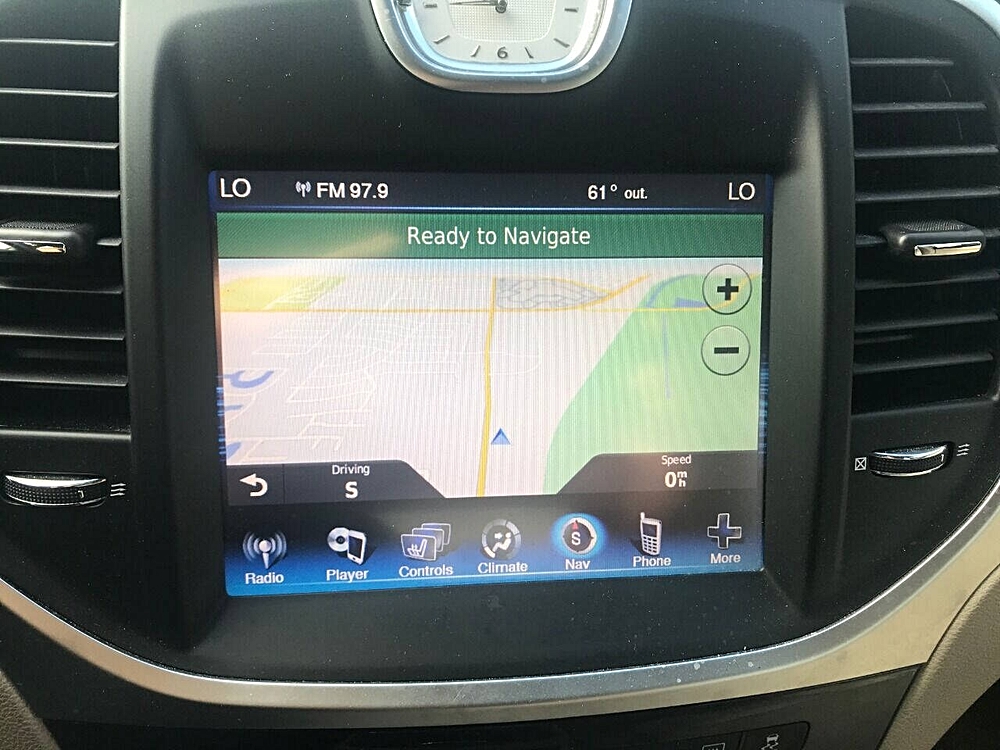 6
LO FM 97.9 61° out. LO
Ready to Navigate
+
−
Driving
S
Speed
0 m/h
Radio Player Controls Climate S Nav Phone More